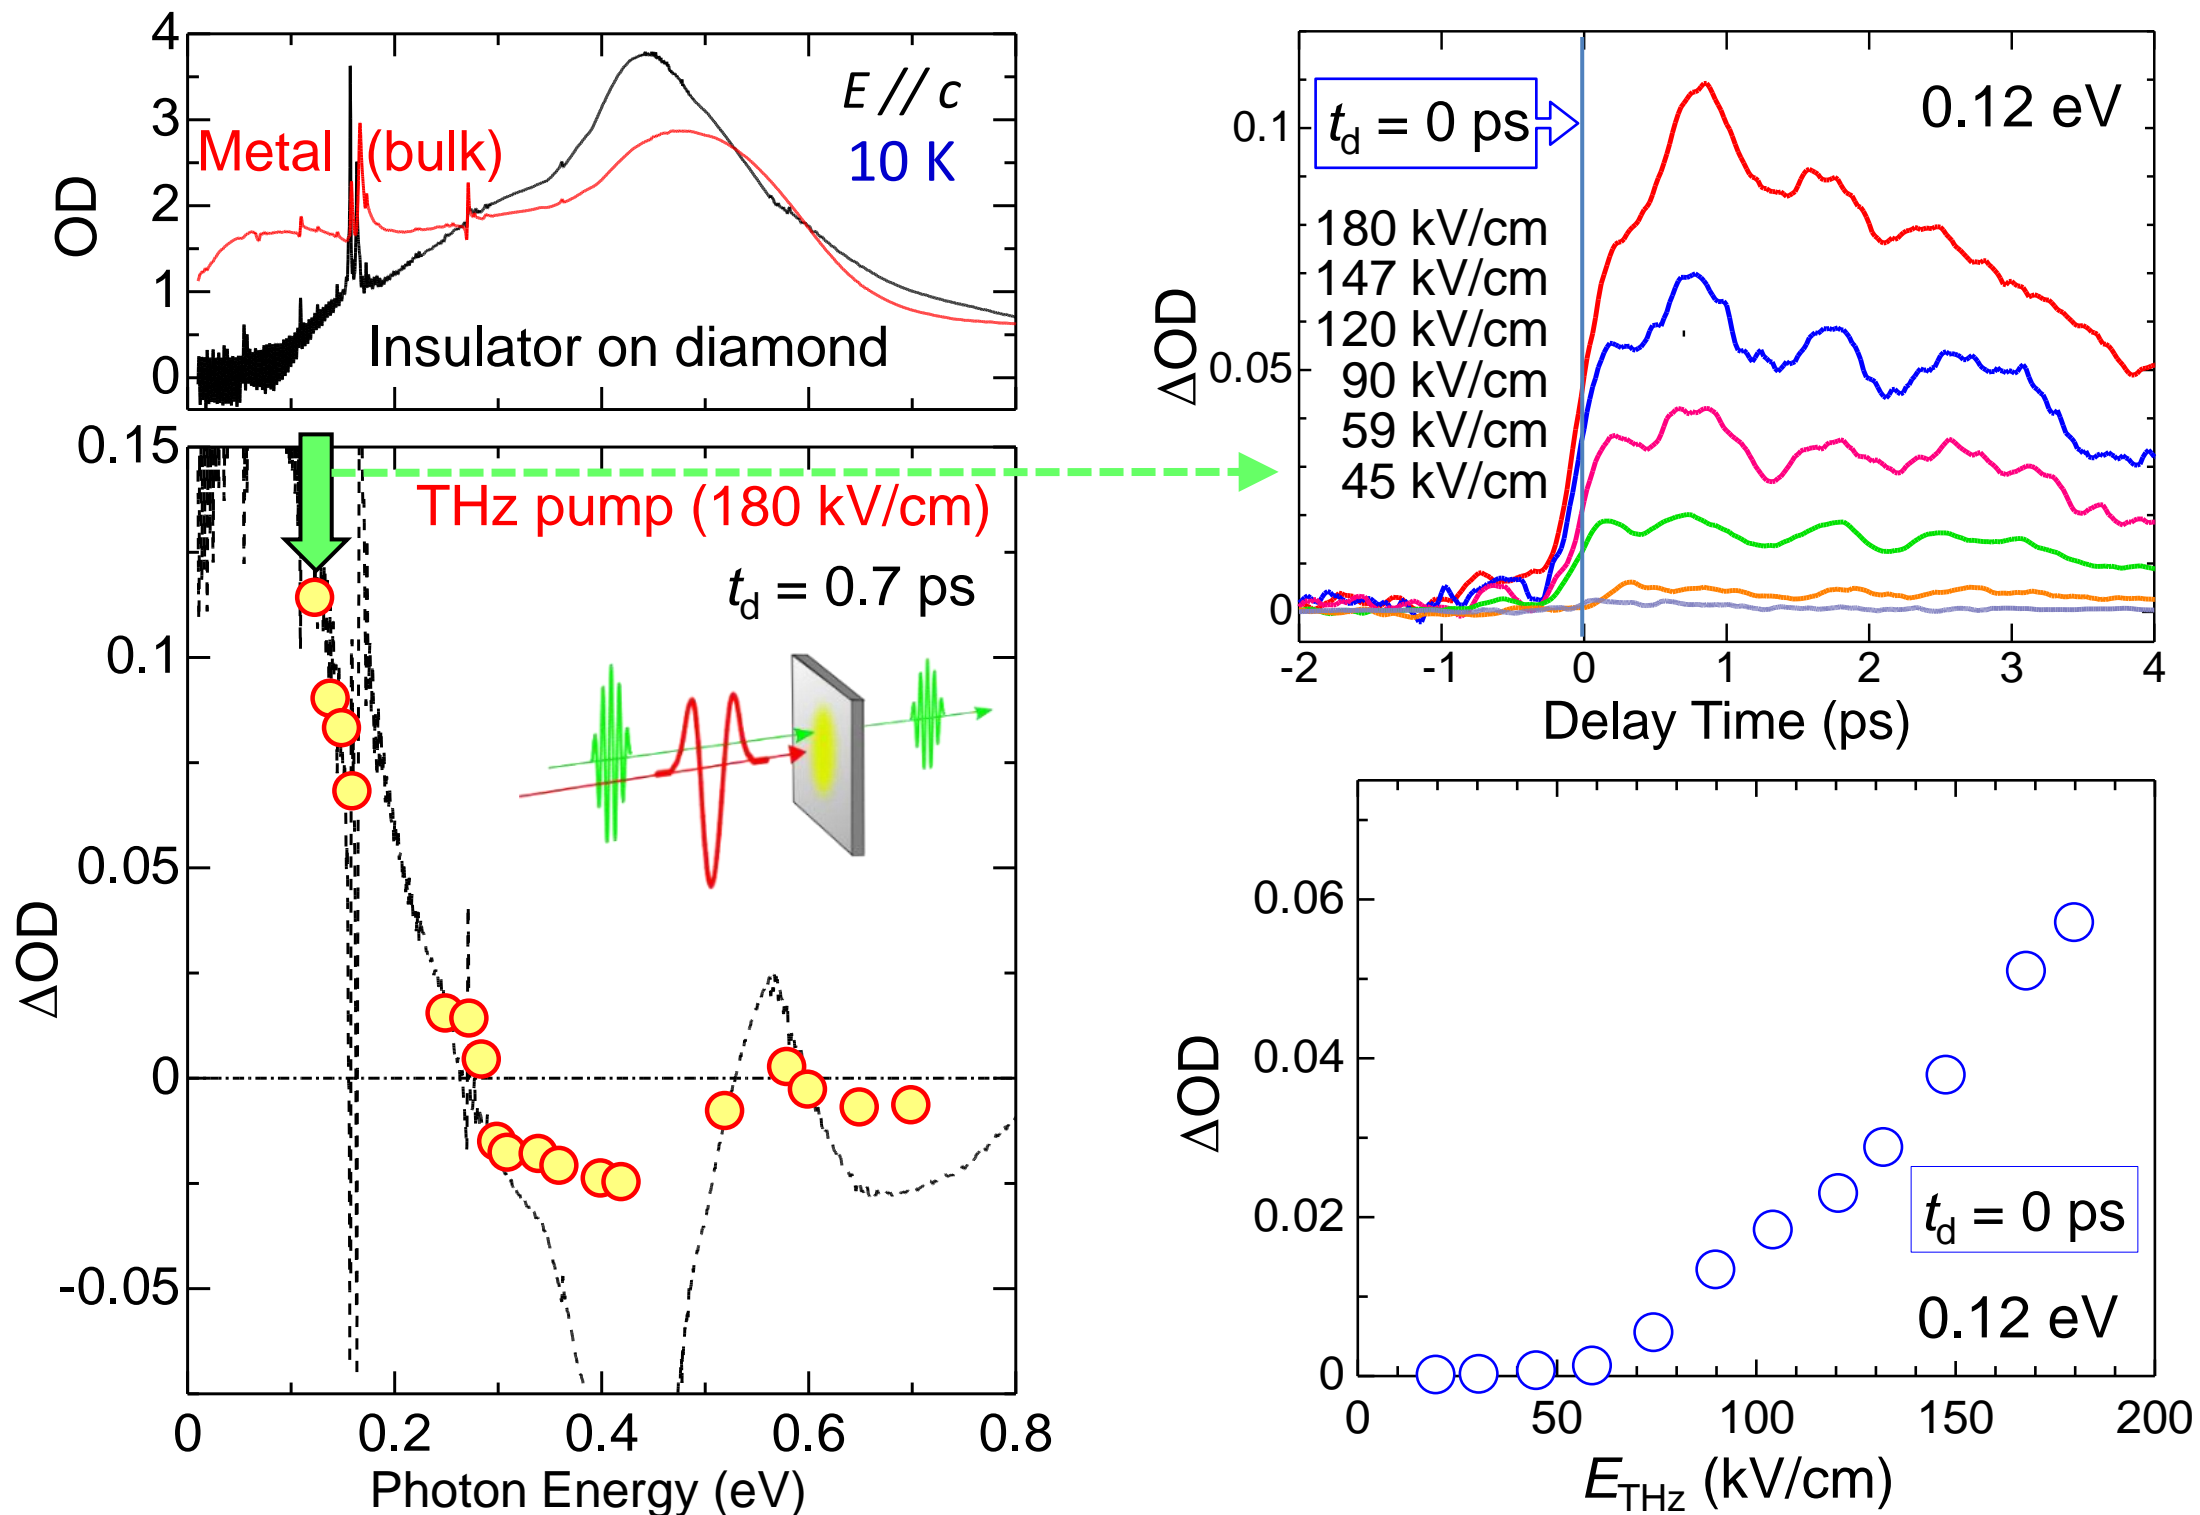 4
3
2
1
0
OD
E // c
10 K
Metal (bulk)
Insulator on diamond
0.15
0.1
0.05
0
-0.05
ΔOD
THz pump (180 kV/cm)
td = 0.7 ps
0
0.2
0.4
0.6
0.8
Photon Energy (eV)
0.1
0.05
0
ΔOD
td = 0 ps
0.12 eV
180 kV/cm
147 kV/cm
120 kV/cm
90 kV/cm
59 kV/cm
45 kV/cm
-2
-1
0
1
2
3
4
Delay Time (ps)
0.06
0.04
0.02
0
ΔOD
td = 0 ps
0.12 eV
0
50
100
150
200
ETHz (kV/cm)